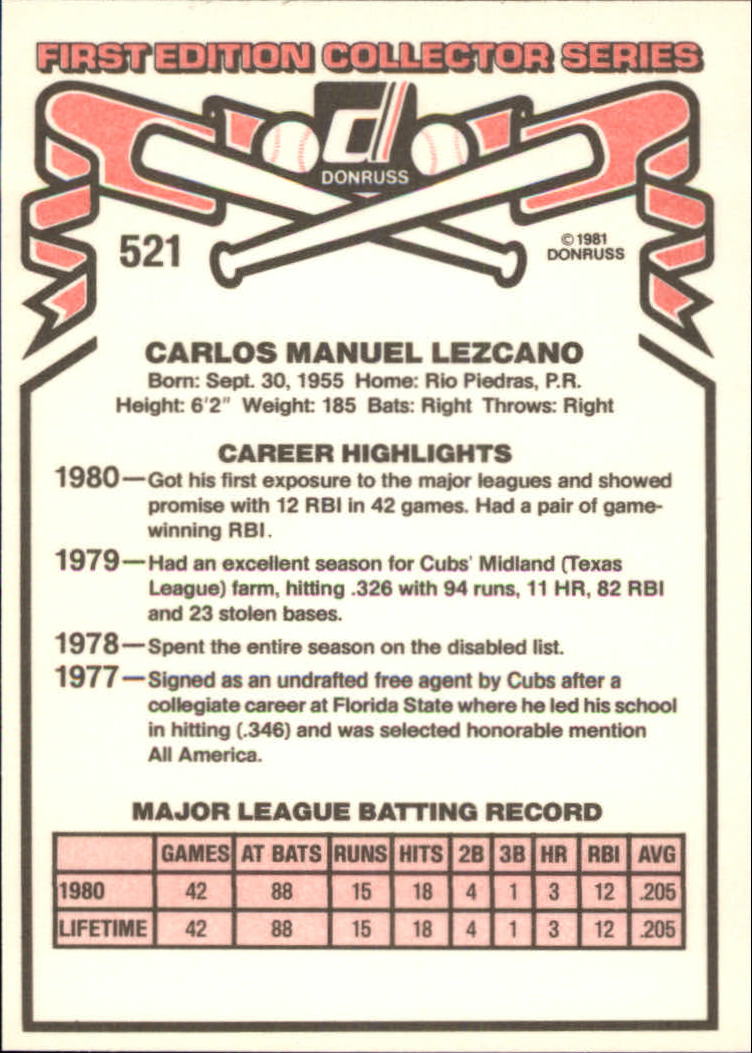 FIRST EDITION COLLECTOR SERIES
d
DONRUSS
521
© 1981
DONRUSS
CARLOS MANUEL LEZCANO
Born: Sept. 30, 1955 Home: Rio Piedras, P.R.
Height: 6'2" Weight: 185 Bats: Right Throws: Right
CAREER HIGHLIGHTS
1980—Got his first exposure to the major leagues and showed
promise with 12 RBI in 42 games. Had a pair of game-
winning RBI.
1979—Had an excellent season for Cubs' Midland (Texas
League) farm, hitting .326 with 94 runs, 11 HR, 82 RBI
and 23 stolen bases.
1978—Spent the entire season on the disabled list.
1977—Signed as an undrafted free agent by Cubs after a
collegiate career at Florida State where he led his school
in hitting (.346) and was selected honorable mention
All America.
MAJOR LEAGUE BATTING RECORD
GAMES AT BATS RUNS HITS 2B 3B HR RBI AVG
1980 42 88 15 18 4 1 3 12 .205
LIFETIME 42 88 15 18 4 1 3 12 .205